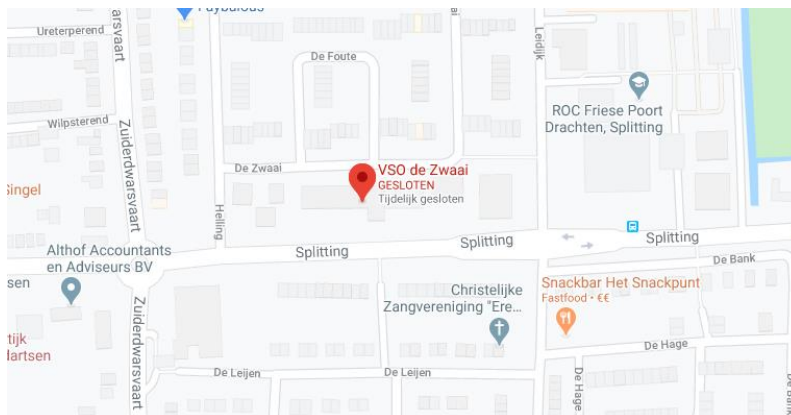 Ureterperend
Wilpsterend
Zuiderdwarsvaart
De Foute
Leidijk
ROC Friese Poort
Drachten, Splitting
De Zwaai
VSO de Zwaai
GESLOTEN
Tijdelijk gesloten
Singel
Helling
Althof Accountants
en Adviseurs BV
Splitting
Splitting
Splitting
De Bank
Christelijke
Zangvereniging "Ere...
Snackbar Het Snackpunt
Fastfood • €€
Zuiderdwarsvaart
De Leijen
De Leijen
De Hage
De Hage